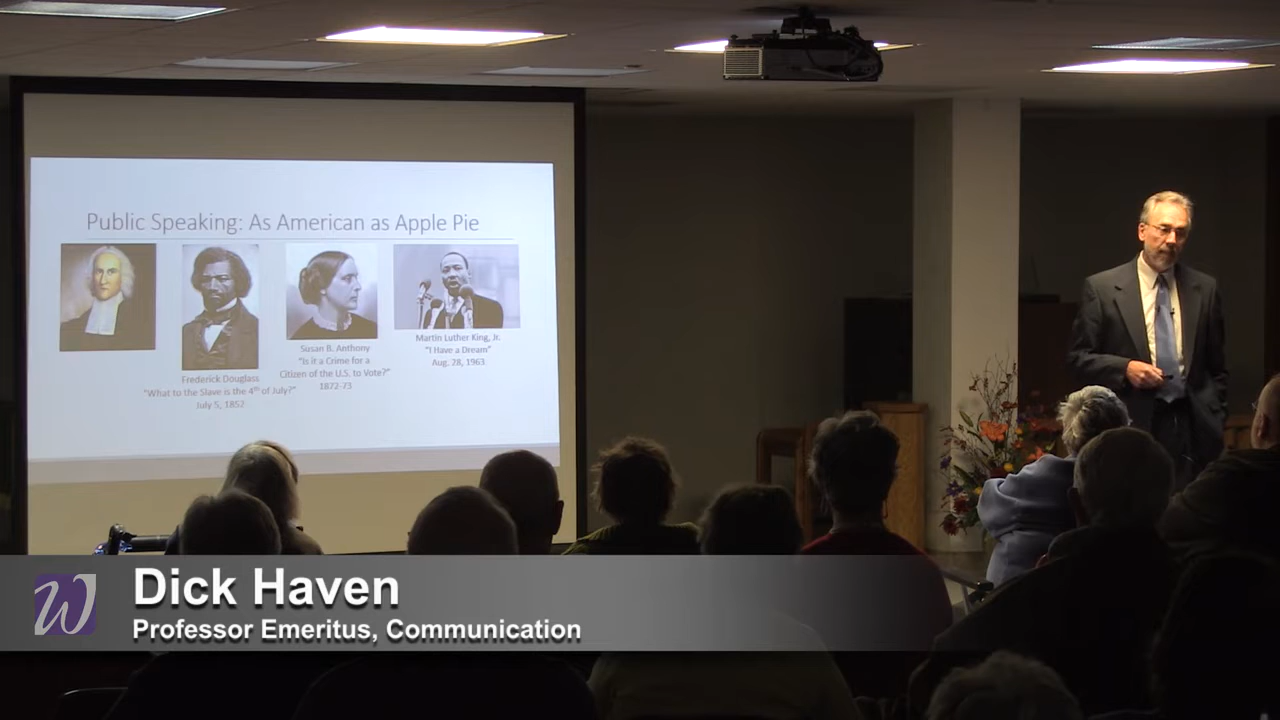 Public Speaking: As American as Apple Pie
Frederick Douglass
"What to the Slave is the 4th of July?"
July 5, 1852
Susan B. Anthony
"Is it a Crime for a
Citizen of the U.S. to Vote?"
1872-73
Martin Luther King, Jr.
"I Have a Dream"
Aug. 28, 1963
W
Dick Haven
Professor Emeritus, Communication